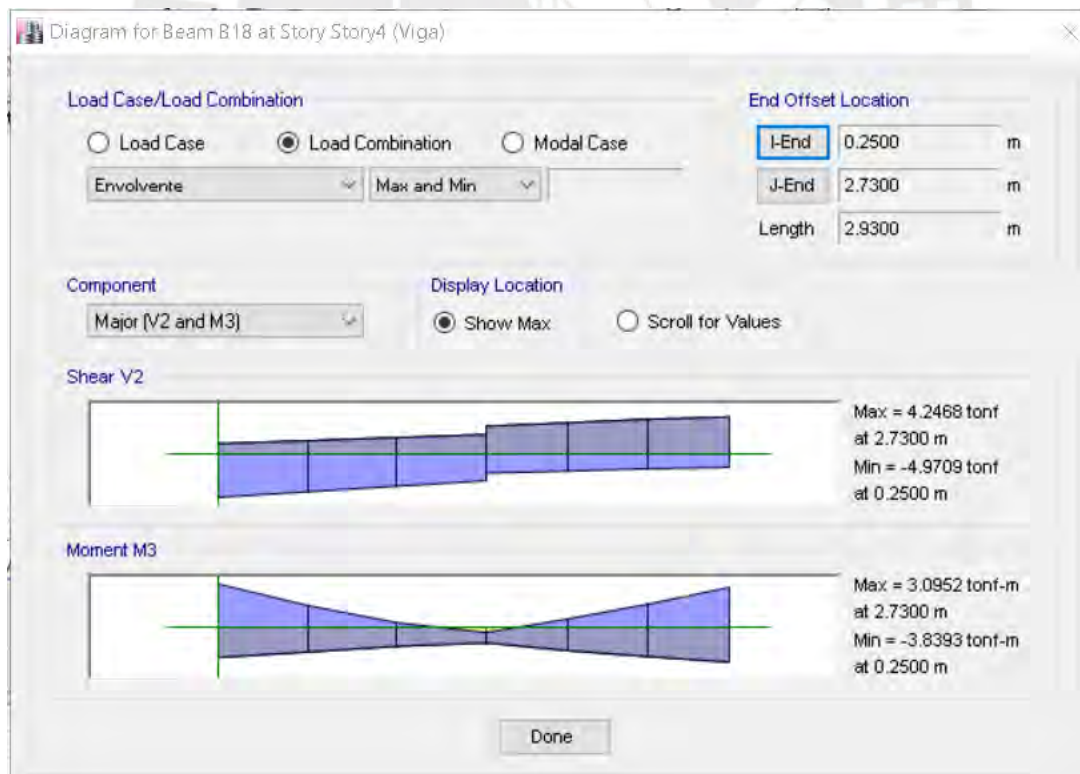 Diagram for Beam B18 at Story Story4 (Viga)
Load Case/Load Combination
Load Case
Load Combination
Modal Case
Envolvente
Max and Min
End Offset Location
I-End
0.2500
m
J-End
2.7300
m
Length
2.9300
m
Component
Major (V2 and M3)
Display Location
Show Max
Scroll for Values
Shear V2
Max = 4.2468 tonf
at 2.7300 m
Min = -4.9709 tonf
at 0.2500 m
Moment M3
Max = 3.0952 tonf-m
at 2.7300 m
Min = -3.8393 tonf-m
at 0.2500 m
Done